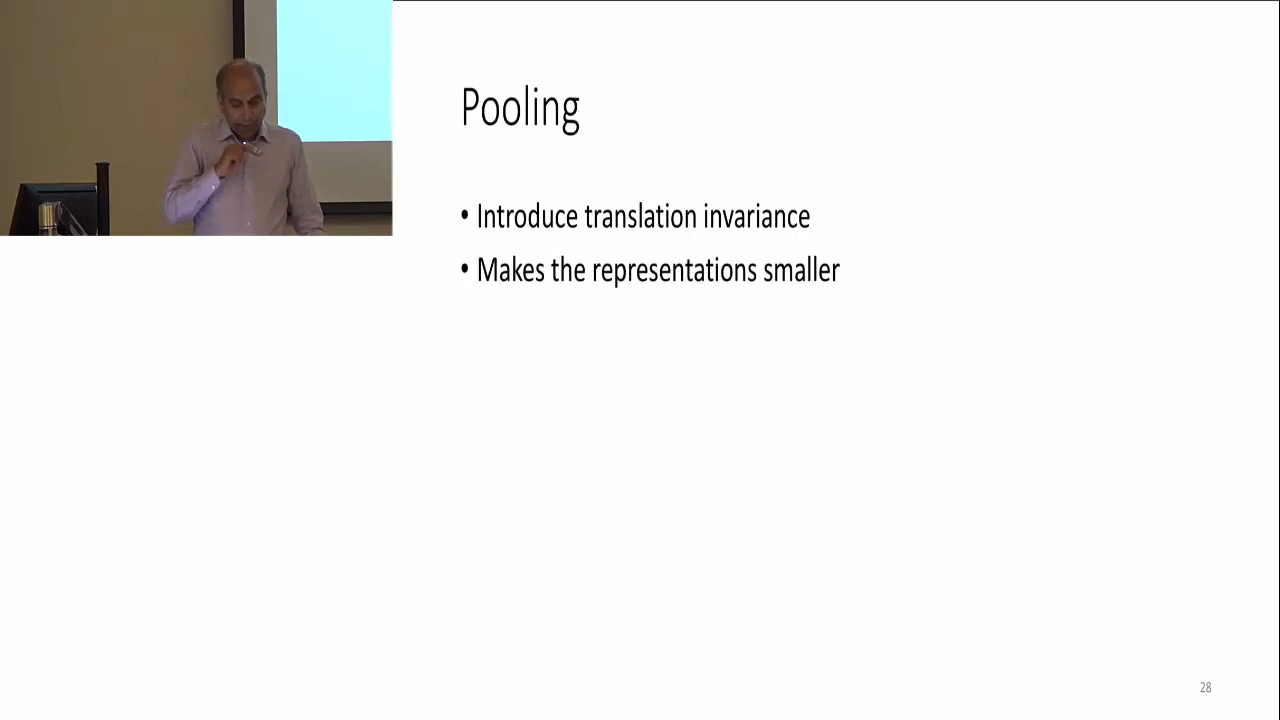 Pooling
• Introduce translation invariance
• Makes the representations smaller
28